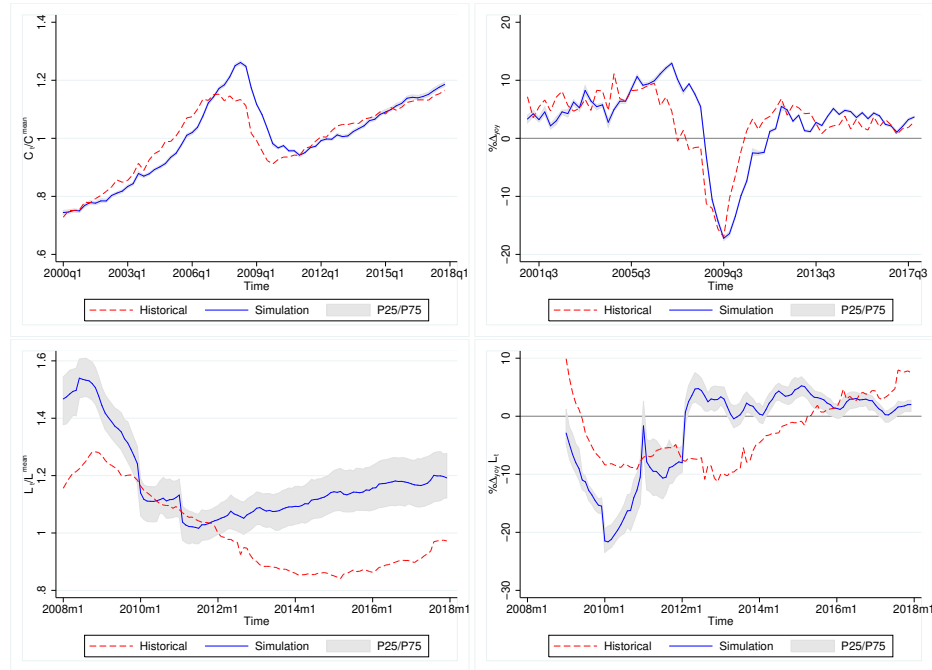 C_t/C^mean
1.4
1.2
1
.8
.6
2000q1 2003q1 2006q1 2009q1 2012q1 2015q1 2018q1
Time
Historical Simulation P25/P75
%Δyoy
20
10
0
-10
-20
2001q3 2005q3 2009q3 2013q3 2017q3
Time
Historical Simulation P25/P75
L_t/L^mean
1.6
1.4
1.2
1
.8
2008m1 2010m1 2012m1 2014m1 2016m1 2018m1
Time
Historical Simulation P25/P75
%Δyoy L_t
10
0
-10
-20
-30
2008m1 2010m1 2012m1 2014m1 2016m1 2018m1
Time
Historical Simulation P25/P75